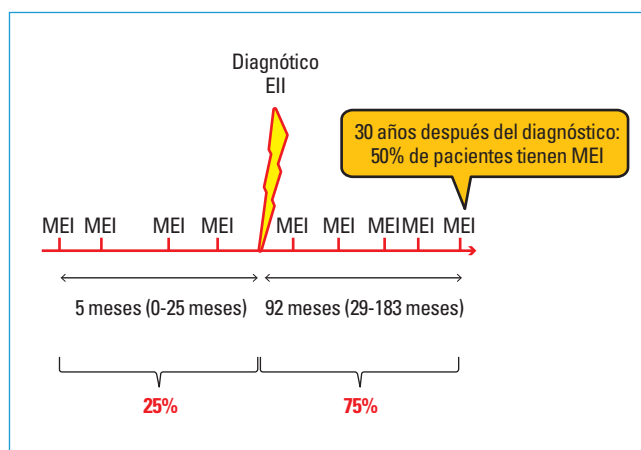 Diagnótico
EII
30 años después del diagnóstico:
50% de pacientes tienen MEI
MEI MEI MEI MEI MEI MEI MEI MEI MEI
5 meses (0-25 meses) 92 meses (29-183 meses)
25% 75%